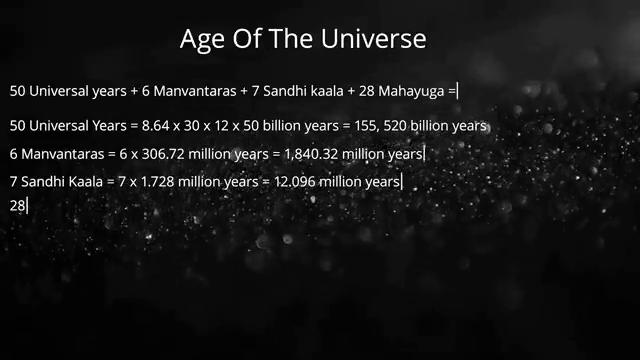 Age Of The Universe
50 Universal years + 6 Manvantaras + 7 Sandhi kaala + 28 Mahayuga =
50 Universal Years = 8.64 x 30 x 12 x 50 billion years = 155, 520 billion years
6 Manvantaras = 6 x 306.72 million years = 1,840.32 million years
7 Sandhi Kaala = 7 x 1.728 million years = 12.096 million years
28